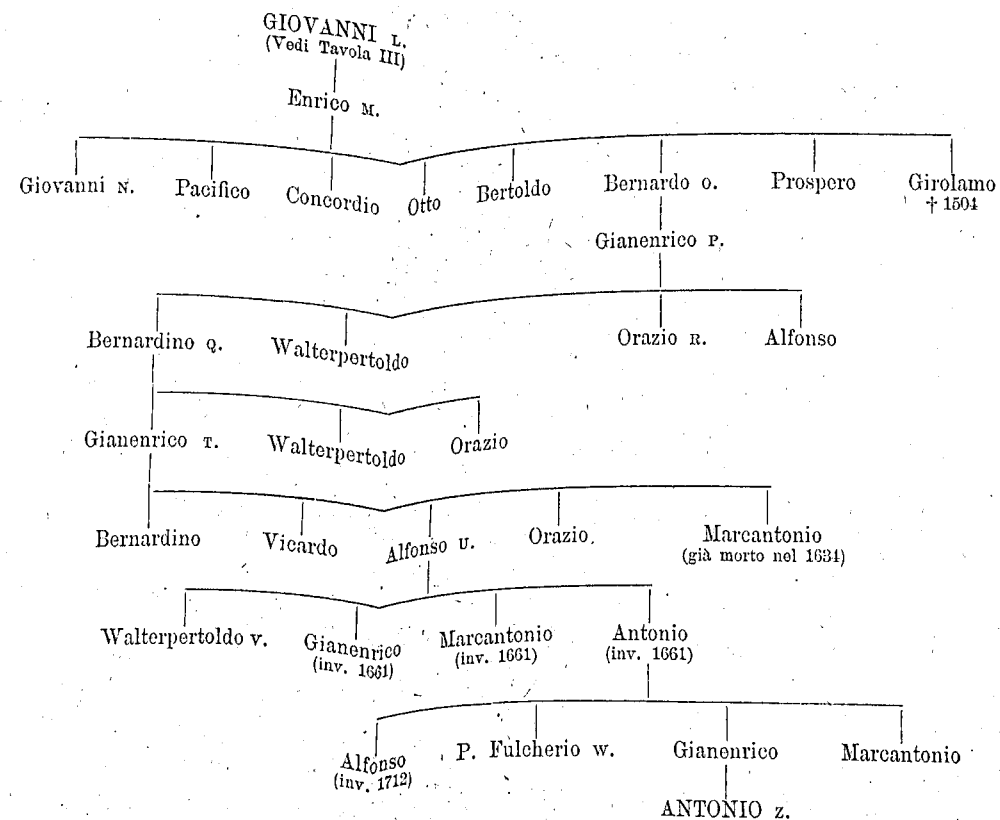 GIOVANNI L.
(Vedi Tavola III)
Enrico M.
Giovanni N. Pacifico Concordio Otto Bertoldo Bernardo O. Prospero Girolamo
† 1504
Gianenrico P.
Bernardino Q. Walterpertoldo Orazio R. Alfonso
Gianenrico T. Walterpertoldo Orazio
Bernardino Vicardo Alfonso U. Orazio Marcantonio
(già morto nel 1634)
Walterpertoldo V. Gianenrico Marcantonio Antonio
(inv. 1661) (inv. 1661) (inv. 1661)
Alfonso P. Fulcherio W. Gianenrico Marcantonio
(inv. 1712)
ANTONIO Z.